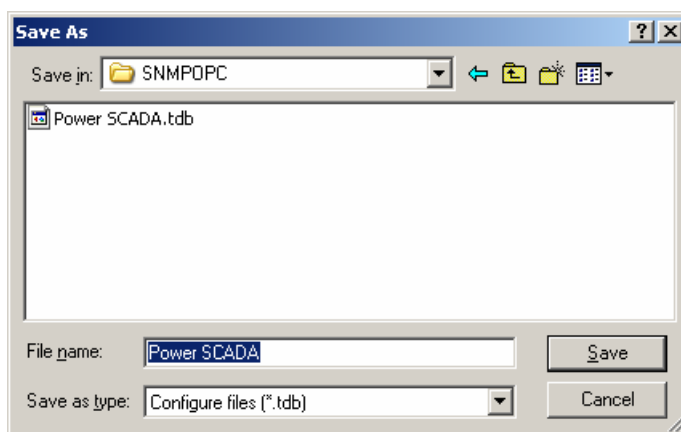 Save As
Save in: SNMPOPC
Power SCADA.tdb
File name: Power SCADA Save
Save as type: Configure files (*.tdb) Cancel